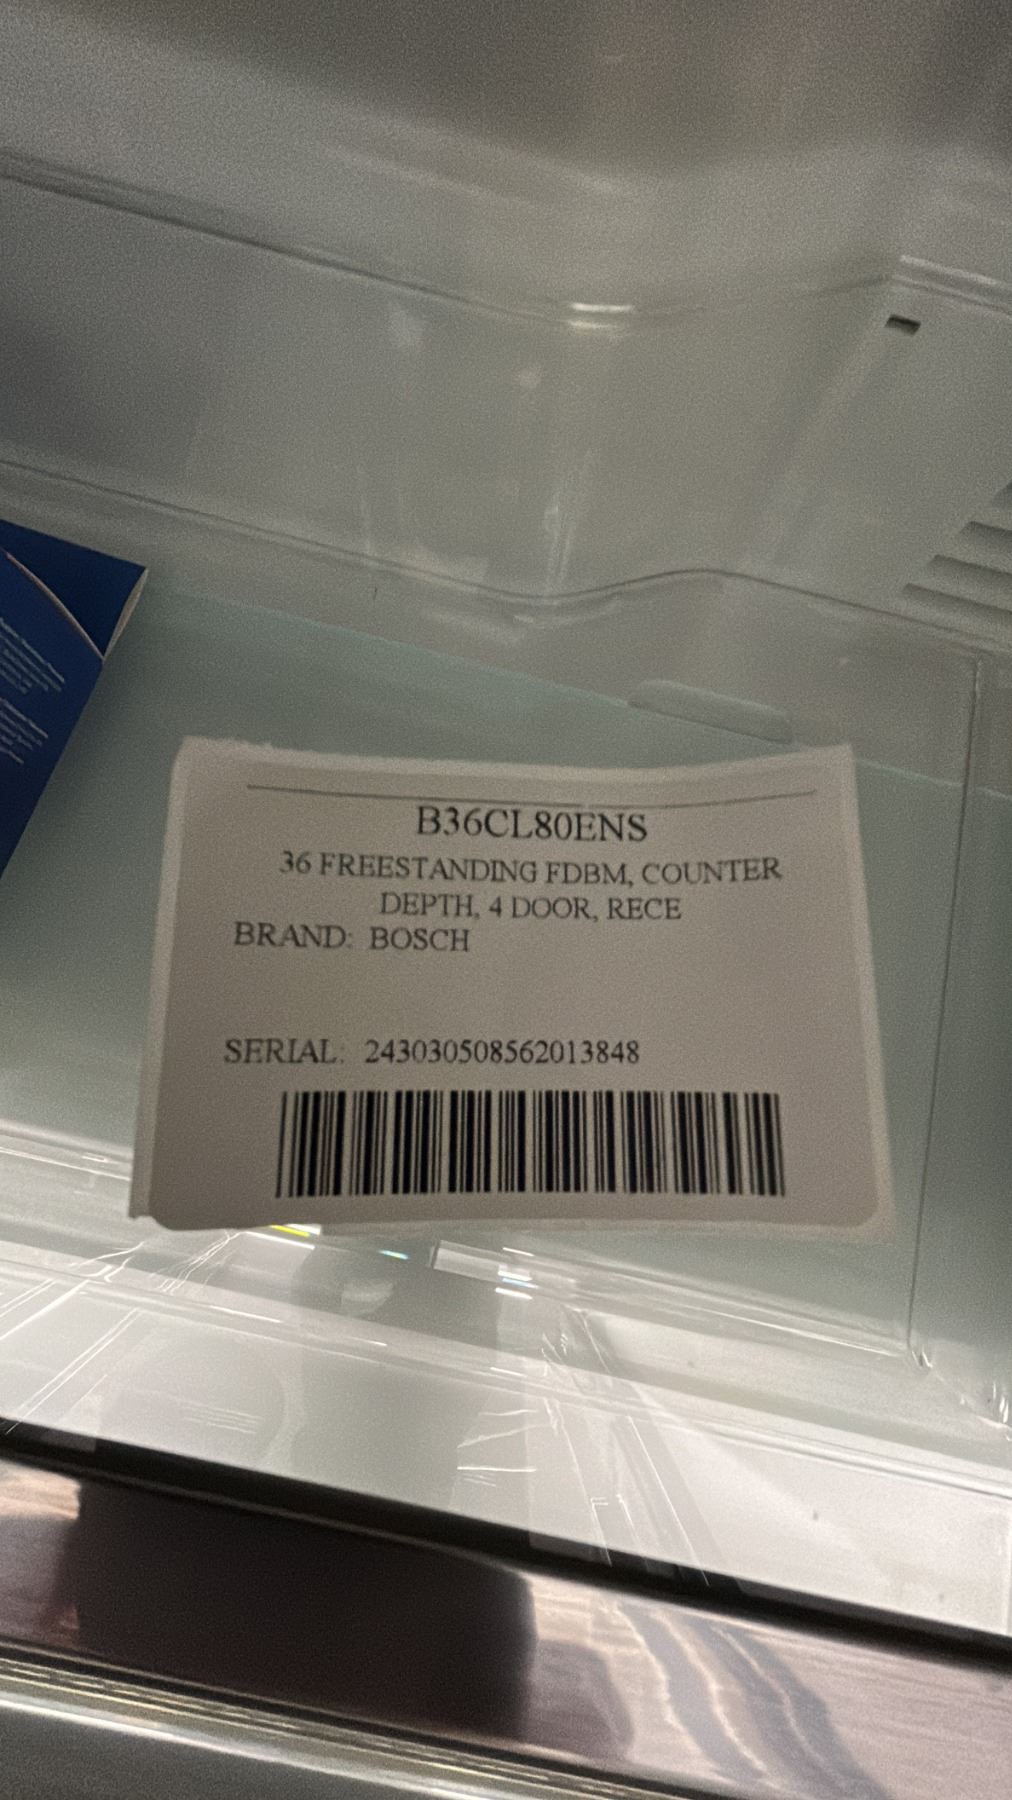 B36CL80ENS
36 FREESTANDING FDBM, COUNTER
DEPTH, 4 DOOR, RECE
BRAND: BOSCH
SERIAL: 243030508562013848